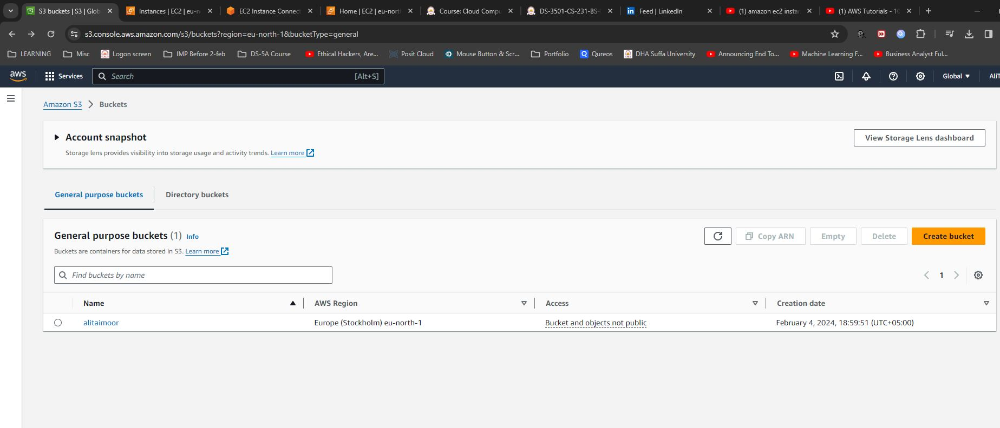 S3 buckets | S3 | Glob
Instances | EC2 | eu-n
EC2 Instance Connect
Home | EC2 | eu-north
Course: Cloud Compu
DS-3501-CS-231-BS-
Feed | LinkedIn
(1) amazon ec2 instan
(1) AWS Tutorials - 10
s3.console.aws.amazon.com/s3/buckets?region=eu-north-1&bucketType=general
LEARNING
Misc
Logon screen
IMP Before 2-feb
DS-5A Course
Ethical Hackers, Are...
Posit Cloud
Mouse Button & Scr...
Portfolio
Qureos
DHA Suffa University
Announcing End To...
Machine Learning F...
Business Analyst Ful...
aws
Services
Search
[Alt+S]
Global
AliT
Amazon S3
Buckets
Account snapshot
View Storage Lens dashboard
Storage lens provides visibility into storage usage and activity trends. Learn more
General purpose buckets
Directory buckets
General purpose buckets (1) Info
Copy ARN
Empty
Delete
Create bucket
Buckets are containers for data stored in S3. Learn more
Find buckets by name
1
Name
AWS Region
Access
Creation date
alitaimoor
Europe (Stockholm) eu-north-1
Bucket and objects not public
February 4, 2024, 18:59:51 (UTC+05:00)